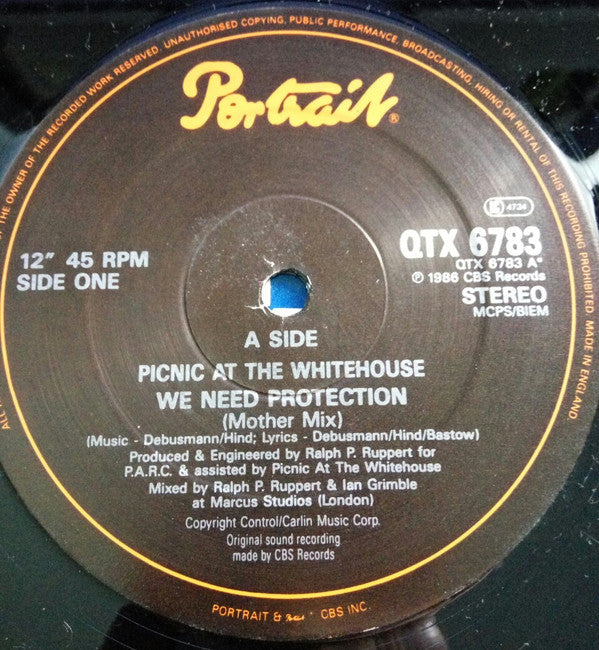 THE OWNER OF THE RECORDED WORK RESERVED. UNAUTHORISED COPYING, PUBLIC PERFORMANCE, BROADCASTING, HIRING OR RENTAL OF THIS RECORDING PROHIBITED. MADE IN ENGLAND.
Portrait®
4734
12" 45 RPM
SIDE ONE
QTX 6783
QTX 6783 A"
℗ 1986 CBS Records
STEREO
MCPS/BIEM
A SIDE
PICNIC AT THE WHITEHOUSE
WE NEED PROTECTION
(Mother Mix)
(Music - Debusmann/Hind; Lyrics - Debusmann/Hind/Bastow)
Produced & Engineered by Ralph P. Ruppert for
P.A.R.C. & assisted by Picnic At The Whitehouse
Mixed by Ralph P. Ruppert & Ian Grimble
at Marcus Studios (London)
Copyright Control/Carlin Music Corp.
Original sound recording
made by CBS Records
PORTRAIT & CBS INC.